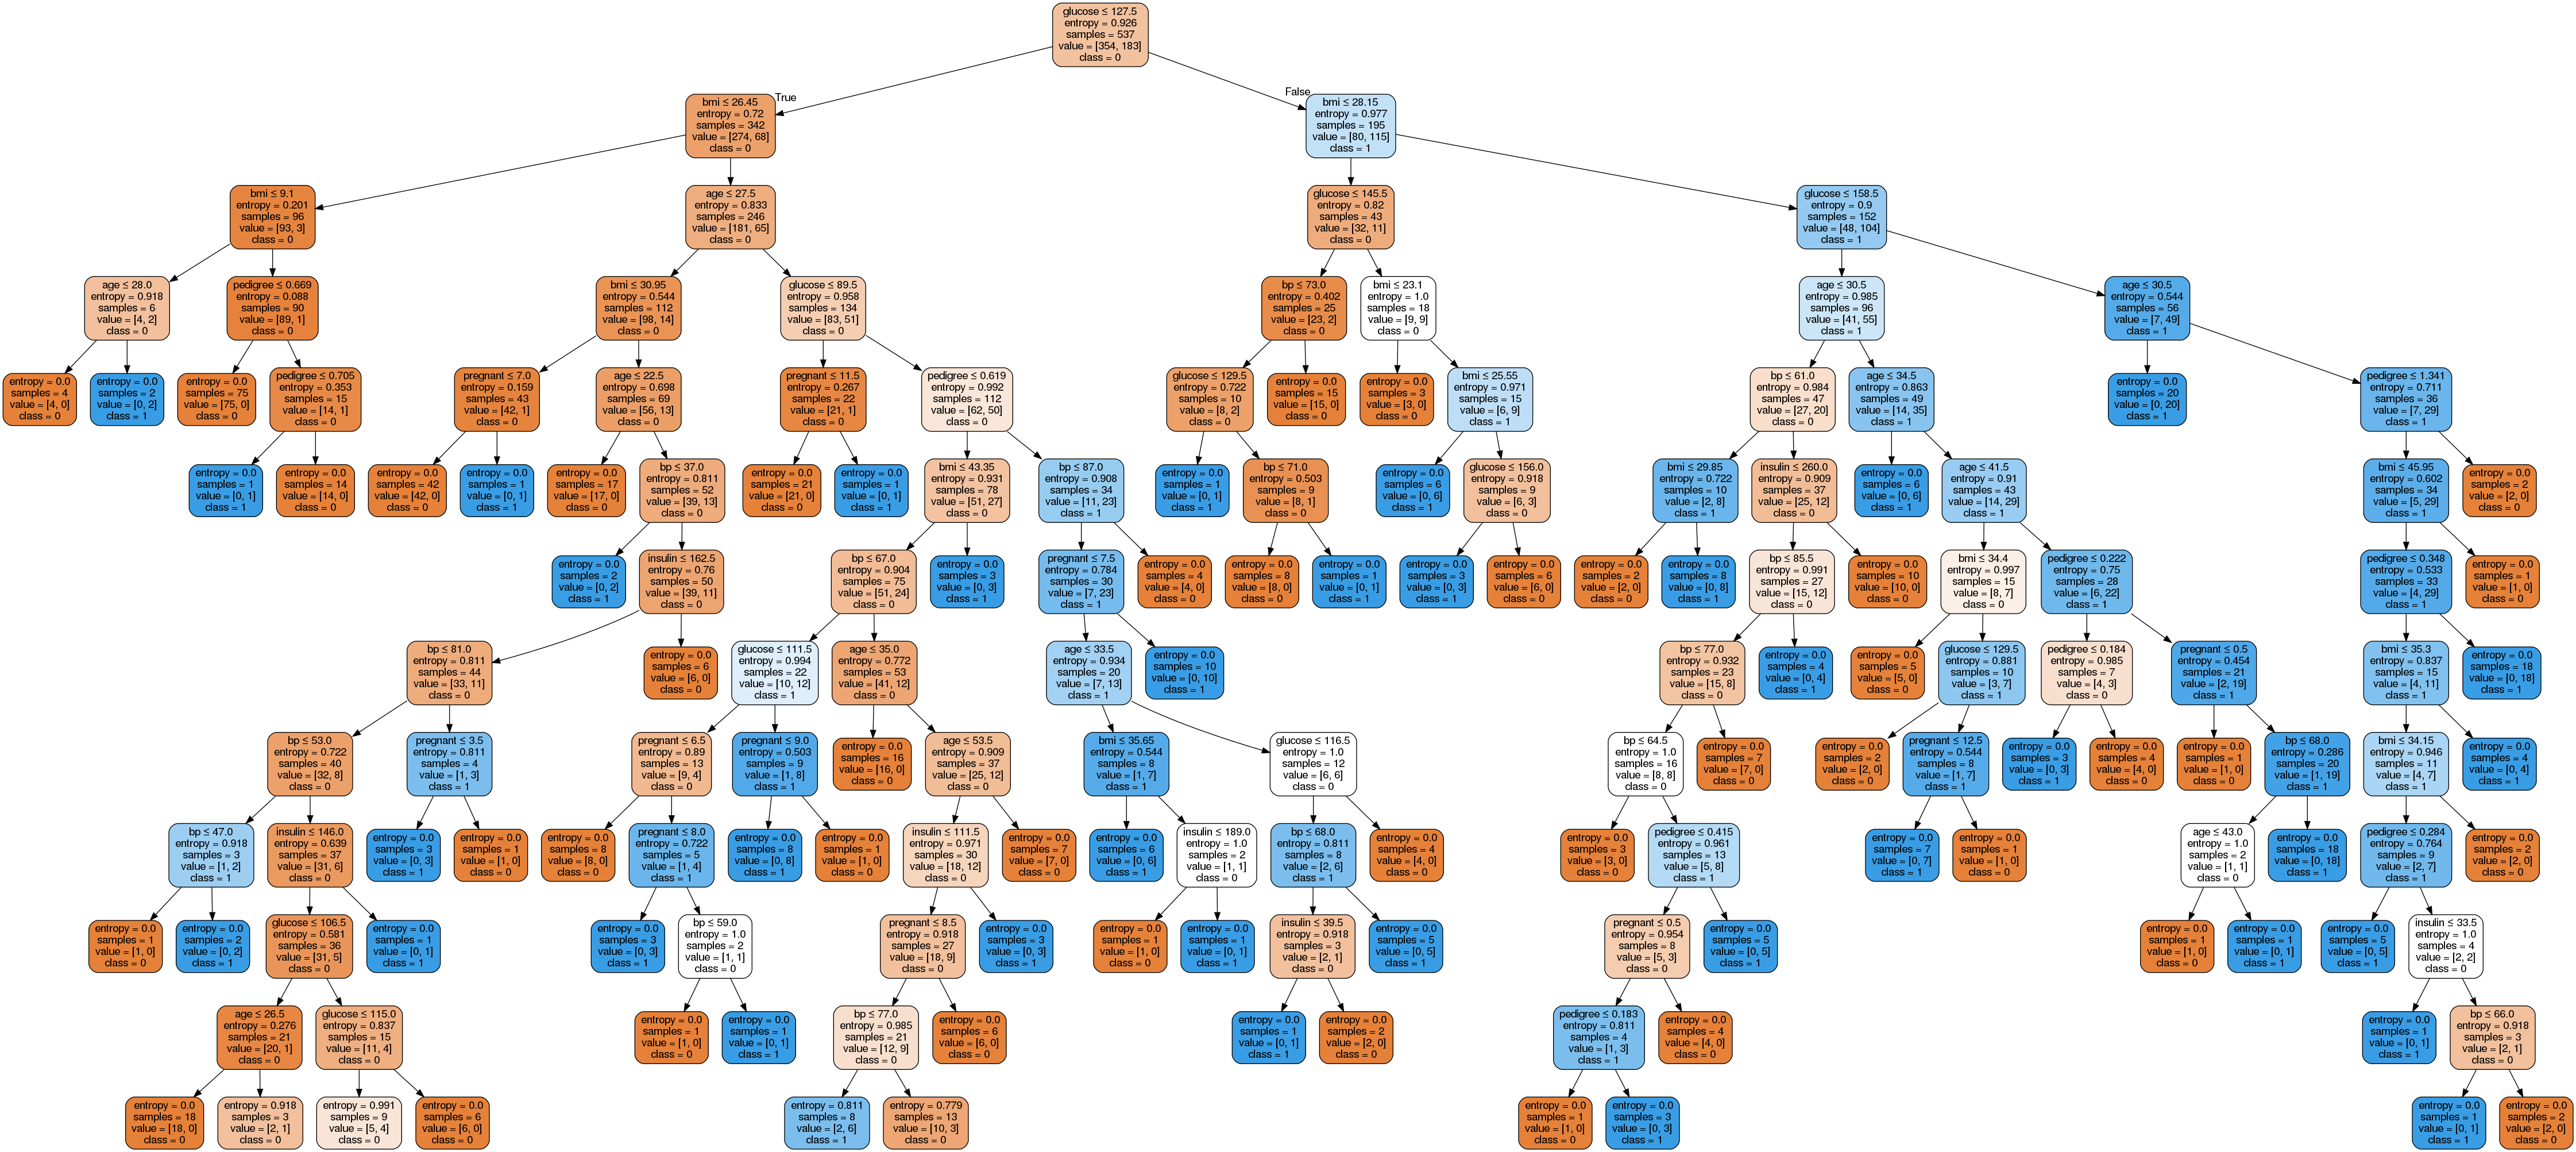 glucose ≤ 127.5
entropy = 0.926
samples = 537
value = [354, 183]
class = 0
True
False
bmi ≤ 26.45
entropy = 0.72
samples = 342
value = [274, 68]
class = 0
bmi ≤ 28.15
entropy = 0.977
samples = 195
value = [80, 115]
class = 1
bmi ≤ 9.1
entropy = 0.201
samples = 96
value = [93, 3]
class = 0
age ≤ 27.5
entropy = 0.833
samples = 246
value = [181, 65]
class = 0
glucose ≤ 145.5
entropy = 0.82
samples = 43
value = [32, 11]
class = 0
glucose ≤ 158.5
entropy = 0.9
samples = 152
value = [48, 104]
class = 1
age ≤ 28.0
entropy = 0.918
samples = 6
value = [4, 2]
class = 0
pedigree ≤ 0.669
entropy = 0.088
samples = 90
value = [89, 1]
class = 0
bmi ≤ 30.95
entropy = 0.544
samples = 112
value = [98, 14]
class = 0
glucose ≤ 89.5
entropy = 0.958
samples = 134
value = [83, 51]
class = 0
bp ≤ 73.0
entropy = 0.402
samples = 25
value = [23, 2]
class = 0
bmi ≤ 23.1
entropy = 1.0
samples = 18
value = [9, 9]
class = 0
age ≤ 30.5
entropy = 0.985
samples = 96
value = [41, 55]
class = 1
age ≤ 30.5
entropy = 0.544
samples = 56
value = [7, 49]
class = 1
entropy = 0.0
samples = 4
value = [4, 0]
class = 0
entropy = 0.0
samples = 2
value = [0, 2]
class = 1
entropy = 0.0
samples = 75
value = [75, 0]
class = 0
pedigree ≤ 0.705
entropy = 0.353
samples = 15
value = [14, 1]
class = 0
pregnant ≤ 7.0
entropy = 0.159
samples = 43
value = [42, 1]
class = 0
age ≤ 22.5
entropy = 0.698
samples = 69
value = [56, 13]
class = 0
pregnant ≤ 11.5
entropy = 0.267
samples = 22
value = [21, 1]
class = 0
pedigree ≤ 0.619
entropy = 0.992
samples = 112
value = [62, 50]
class = 0
glucose ≤ 129.5
entropy = 0.722
samples = 10
value = [8, 2]
class = 0
entropy = 0.0
samples = 15
value = [15, 0]
class = 0
entropy = 0.0
samples = 3
value = [3, 0]
class = 0
bmi ≤ 25.55
entropy = 0.971
samples = 15
value = [6, 9]
class = 1
bp ≤ 61.0
entropy = 0.984
samples = 47
value = [27, 20]
class = 0
age ≤ 34.5
entropy = 0.863
samples = 49
value = [14, 35]
class = 1
entropy = 0.0
samples = 20
value = [0, 20]
class = 1
pedigree ≤ 1.341
entropy = 0.711
samples = 36
value = [7, 29]
class = 1
entropy = 0.0
samples = 1
value = [0, 1]
class = 1
entropy = 0.0
samples = 14
value = [14, 0]
class = 0
entropy = 0.0
samples = 42
value = [42, 0]
class = 0
entropy = 0.0
samples = 1
value = [0, 1]
class = 1
entropy = 0.0
samples = 17
value = [17, 0]
class = 0
bp ≤ 37.0
entropy = 0.811
samples = 52
value = [39, 13]
class = 0
entropy = 0.0
samples = 21
value = [21, 0]
class = 0
entropy = 0.0
samples = 1
value = [0, 1]
class = 1
bmi ≤ 43.35
entropy = 0.931
samples = 78
value = [51, 27]
class = 0
bp ≤ 87.0
entropy = 0.908
samples = 34
value = [11, 23]
class = 1
entropy = 0.0
samples = 1
value = [0, 1]
class = 1
bp ≤ 71.0
entropy = 0.503
samples = 9
value = [8, 1]
class = 0
entropy = 0.0
samples = 6
value = [0, 6]
class = 1
glucose ≤ 156.0
entropy = 0.918
samples = 9
value = [6, 3]
class = 0
bmi ≤ 29.85
entropy = 0.722
samples = 10
value = [2, 8]
class = 1
insulin ≤ 260.0
entropy = 0.909
samples = 37
value = [25, 12]
class = 0
entropy = 0.0
samples = 6
value = [0, 6]
class = 1
age ≤ 41.5
entropy = 0.91
samples = 43
value = [14, 29]
class = 1
bmi ≤ 45.95
entropy = 0.602
samples = 34
value = [5, 29]
class = 1
entropy = 0.0
samples = 2
value = [2, 0]
class = 0
entropy = 0.0
samples = 2
value = [0, 2]
class = 1
insulin ≤ 162.5
entropy = 0.76
samples = 50
value = [39, 11]
class = 0
bp ≤ 67.0
entropy = 0.904
samples = 75
value = [51, 24]
class = 0
entropy = 0.0
samples = 3
value = [0, 3]
class = 1
pregnant ≤ 7.5
entropy = 0.784
samples = 30
value = [7, 23]
class = 1
entropy = 0.0
samples = 4
value = [4, 0]
class = 0
entropy = 0.0
samples = 8
value = [8, 0]
class = 0
entropy = 0.0
samples = 1
value = [0, 1]
class = 1
entropy = 0.0
samples = 3
value = [0, 3]
class = 1
entropy = 0.0
samples = 6
value = [6, 0]
class = 0
entropy = 0.0
samples = 2
value = [2, 0]
class = 0
entropy = 0.0
samples = 8
value = [0, 8]
class = 1
bp ≤ 85.5
entropy = 0.991
samples = 27
value = [15, 12]
class = 0
entropy = 0.0
samples = 10
value = [10, 0]
class = 0
bmi ≤ 34.4
entropy = 0.997
samples = 15
value = [8, 7]
class = 0
pedigree ≤ 0.222
entropy = 0.75
samples = 28
value = [6, 22]
class = 1
pedigree ≤ 0.348
entropy = 0.533
samples = 33
value = [4, 29]
class = 1
entropy = 0.0
samples = 1
value = [1, 0]
class = 0
bp ≤ 81.0
entropy = 0.811
samples = 44
value = [33, 11]
class = 0
entropy = 0.0
samples = 6
value = [6, 0]
class = 0
glucose ≤ 111.5
entropy = 0.994
samples = 22
value = [10, 12]
class = 1
age ≤ 35.0
entropy = 0.772
samples = 53
value = [41, 12]
class = 0
age ≤ 33.5
entropy = 0.934
samples = 20
value = [7, 13]
class = 1
entropy = 0.0
samples = 10
value = [0, 10]
class = 1
bp ≤ 77.0
entropy = 0.932
samples = 23
value = [15, 8]
class = 0
entropy = 0.0
samples = 4
value = [0, 4]
class = 1
entropy = 0.0
samples = 5
value = [5, 0]
class = 0
glucose ≤ 129.5
entropy = 0.881
samples = 10
value = [3, 7]
class = 1
pedigree ≤ 0.184
entropy = 0.985
samples = 7
value = [4, 3]
class = 0
pregnant ≤ 0.5
entropy = 0.454
samples = 21
value = [2, 19]
class = 1
bmi ≤ 35.3
entropy = 0.837
samples = 15
value = [4, 11]
class = 1
entropy = 0.0
samples = 18
value = [0, 18]
class = 1
bp ≤ 53.0
entropy = 0.722
samples = 40
value = [32, 8]
class = 0
pregnant ≤ 3.5
entropy = 0.811
samples = 4
value = [1, 3]
class = 1
pregnant ≤ 6.5
entropy = 0.89
samples = 13
value = [9, 4]
class = 0
pregnant ≤ 9.0
entropy = 0.503
samples = 9
value = [1, 8]
class = 1
entropy = 0.0
samples = 16
value = [16, 0]
class = 0
age ≤ 53.5
entropy = 0.909
samples = 37
value = [25, 12]
class = 0
bmi ≤ 35.65
entropy = 0.544
samples = 8
value = [1, 7]
class = 1
glucose ≤ 116.5
entropy = 1.0
samples = 12
value = [6, 6]
class = 0
bp ≤ 64.5
entropy = 1.0
samples = 16
value = [8, 8]
class = 0
entropy = 0.0
samples = 7
value = [7, 0]
class = 0
entropy = 0.0
samples = 2
value = [2, 0]
class = 0
pregnant ≤ 12.5
entropy = 0.544
samples = 8
value = [1, 7]
class = 1
entropy = 0.0
samples = 3
value = [0, 3]
class = 1
entropy = 0.0
samples = 4
value = [4, 0]
class = 0
entropy = 0.0
samples = 1
value = [1, 0]
class = 0
bp ≤ 68.0
entropy = 0.286
samples = 20
value = [1, 19]
class = 1
bmi ≤ 34.15
entropy = 0.946
samples = 11
value = [4, 7]
class = 1
entropy = 0.0
samples = 4
value = [0, 4]
class = 1
bp ≤ 47.0
entropy = 0.918
samples = 3
value = [1, 2]
class = 1
insulin ≤ 146.0
entropy = 0.639
samples = 37
value = [31, 6]
class = 0
entropy = 0.0
samples = 3
value = [0, 3]
class = 1
entropy = 0.0
samples = 1
value = [1, 0]
class = 0
entropy = 0.0
samples = 8
value = [8, 0]
class = 0
pregnant ≤ 8.0
entropy = 0.722
samples = 5
value = [1, 4]
class = 1
entropy = 0.0
samples = 8
value = [0, 8]
class = 1
entropy = 0.0
samples = 1
value = [1, 0]
class = 0
insulin ≤ 111.5
entropy = 0.971
samples = 30
value = [18, 12]
class = 0
entropy = 0.0
samples = 7
value = [7, 0]
class = 0
entropy = 0.0
samples = 6
value = [0, 6]
class = 1
insulin ≤ 189.0
entropy = 1.0
samples = 2
value = [1, 1]
class = 0
bp ≤ 68.0
entropy = 0.811
samples = 8
value = [2, 6]
class = 1
entropy = 0.0
samples = 4
value = [4, 0]
class = 0
entropy = 0.0
samples = 3
value = [3, 0]
class = 0
pedigree ≤ 0.415
entropy = 0.961
samples = 13
value = [5, 8]
class = 1
entropy = 0.0
samples = 7
value = [0, 7]
class = 1
entropy = 0.0
samples = 1
value = [1, 0]
class = 0
age ≤ 43.0
entropy = 1.0
samples = 2
value = [1, 1]
class = 0
entropy = 0.0
samples = 18
value = [0, 18]
class = 1
pedigree ≤ 0.284
entropy = 0.764
samples = 9
value = [2, 7]
class = 1
entropy = 0.0
samples = 2
value = [2, 0]
class = 0
entropy = 0.0
samples = 1
value = [1, 0]
class = 0
entropy = 0.0
samples = 2
value = [0, 2]
class = 1
glucose ≤ 106.5
entropy = 0.581
samples = 36
value = [31, 5]
class = 0
entropy = 0.0
samples = 1
value = [0, 1]
class = 1
entropy = 0.0
samples = 3
value = [0, 3]
class = 1
bp ≤ 59.0
entropy = 1.0
samples = 2
value = [1, 1]
class = 0
pregnant ≤ 8.5
entropy = 0.918
samples = 27
value = [18, 9]
class = 0
entropy = 0.0
samples = 3
value = [0, 3]
class = 1
entropy = 0.0
samples = 1
value = [1, 0]
class = 0
entropy = 0.0
samples = 1
value = [0, 1]
class = 1
insulin ≤ 39.5
entropy = 0.918
samples = 3
value = [2, 1]
class = 0
entropy = 0.0
samples = 5
value = [0, 5]
class = 1
pregnant ≤ 0.5
entropy = 0.954
samples = 8
value = [5, 3]
class = 0
entropy = 0.0
samples = 5
value = [0, 5]
class = 1
entropy = 0.0
samples = 1
value = [1, 0]
class = 0
entropy = 0.0
samples = 1
value = [0, 1]
class = 1
entropy = 0.0
samples = 5
value = [0, 5]
class = 1
insulin ≤ 33.5
entropy = 1.0
samples = 4
value = [2, 2]
class = 0
age ≤ 26.5
entropy = 0.276
samples = 21
value = [20, 1]
class = 0
glucose ≤ 115.0
entropy = 0.837
samples = 15
value = [11, 4]
class = 0
entropy = 0.0
samples = 1
value = [1, 0]
class = 0
entropy = 0.0
samples = 1
value = [0, 1]
class = 1
bp ≤ 77.0
entropy = 0.985
samples = 21
value = [12, 9]
class = 0
entropy = 0.0
samples = 6
value = [6, 0]
class = 0
entropy = 0.0
samples = 1
value = [0, 1]
class = 1
entropy = 0.0
samples = 2
value = [2, 0]
class = 0
pedigree ≤ 0.183
entropy = 0.811
samples = 4
value = [1, 3]
class = 1
entropy = 0.0
samples = 4
value = [4, 0]
class = 0
entropy = 0.0
samples = 1
value = [0, 1]
class = 1
bp ≤ 66.0
entropy = 0.918
samples = 3
value = [2, 1]
class = 0
entropy = 0.0
samples = 18
value = [18, 0]
class = 0
entropy = 0.918
samples = 3
value = [2, 1]
class = 0
entropy = 0.991
samples = 9
value = [5, 4]
class = 0
entropy = 0.0
samples = 6
value = [6, 0]
class = 0
entropy = 0.811
samples = 8
value = [2, 6]
class = 1
entropy = 0.779
samples = 13
value = [10, 3]
class = 0
entropy = 0.0
samples = 1
value = [1, 0]
class = 0
entropy = 0.0
samples = 3
value = [0, 3]
class = 1
entropy = 0.0
samples = 1
value = [0, 1]
class = 1
entropy = 0.0
samples = 2
value = [2, 0]
class = 0